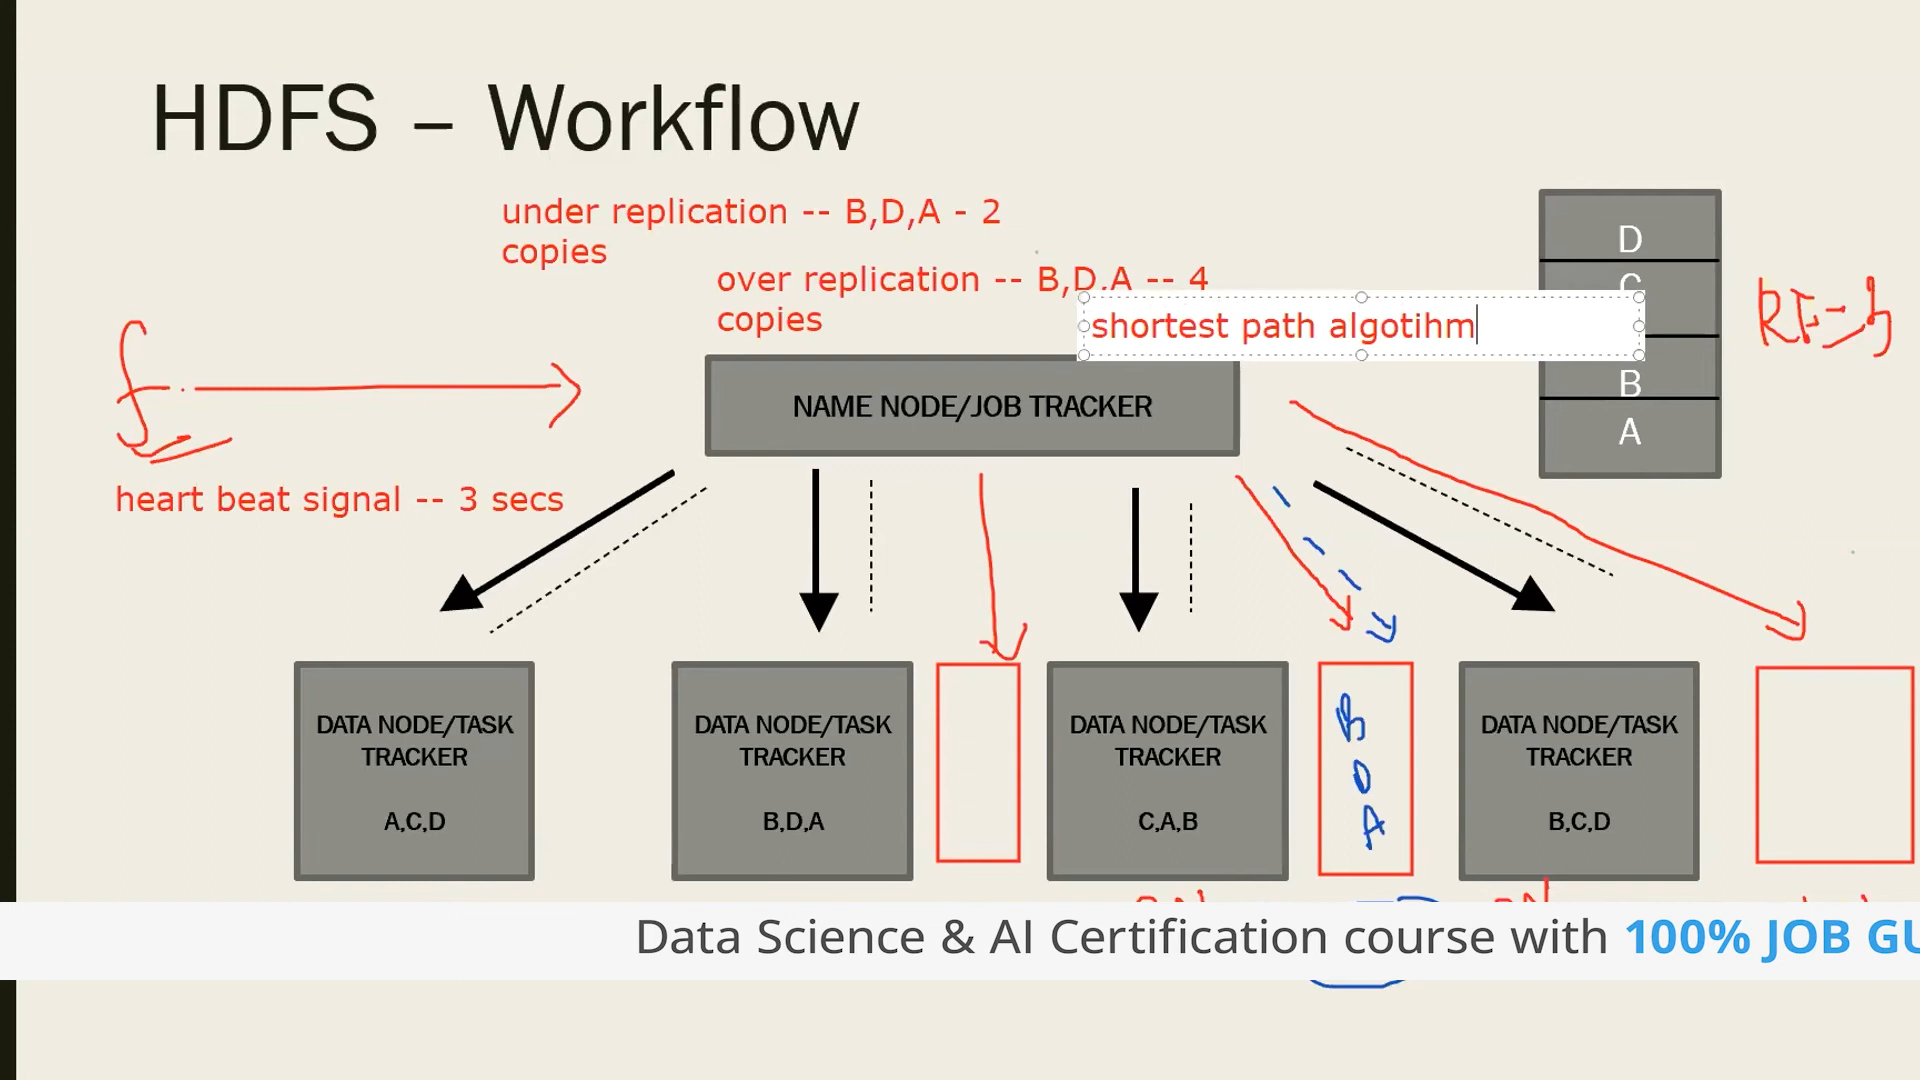 HDFS – Workflow
under replication -- B,D,A - 2
copies
over replication -- B,D,A -- 4
copies
shortest path algotihm
D
C
B
A
NAME NODE/JOB TRACKER
heart beat signal -- 3 secs
DATA NODE/TASK
TRACKER
A,C,D
DATA NODE/TASK
TRACKER
B,D,A
DATA NODE/TASK
TRACKER
C,A,B
B
D
A
DATA NODE/TASK
TRACKER
B,C,D
Data Science & AI Certification course with 100% JOB GU